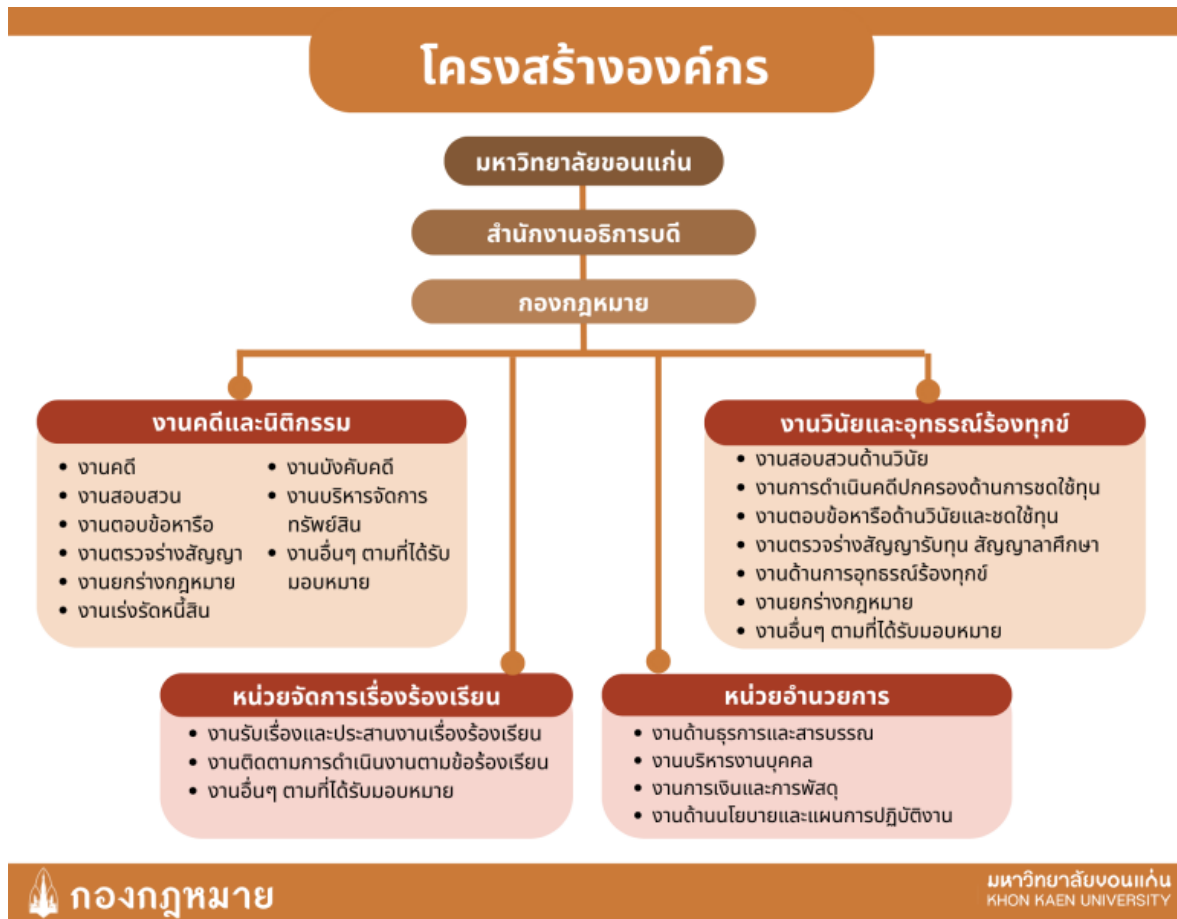 โครงสร้างองค์กร
มหาวิทยาลัยขอนแก่น
สำนักงานอธิการบดี
กองกฎหมาย
งานคดีและนิติกรรม
• งานคดี
• งานสอบสวน
• งานตอบข้อหารือ
• งานตรวจร่างสัญญา
• งานยกร่างกฎหมาย
• งานเร่งรัดหนี้สิน
• งานบังคับคดี
• งานบริหารจัดการ
ทรัพย์สิน
• งานอื่นๆ ตามที่ได้รับ
มอบหมาย
งานวินัยและอุทธรณ์ร้องทุกข์
• งานสอบสวนด้านวินัย
• งานการดำเนินคดีปกครองด้านการชดใช้ทุน
• งานตอบข้อหารือด้านวินัยและชดใช้ทุน
• งานตรวจร่างสัญญารับทุน สัญญาลาศึกษา
• งานด้านการอุทธรณ์ร้องทุกข์
• งานยกร่างกฎหมาย
• งานอื่นๆ ตามที่ได้รับมอบหมาย
หน่วยจัดการเรื่องร้องเรียน
• งานรับเรื่องและประสานงานเรื่องร้องเรียน
• งานติดตามการดำเนินงานตามข้อร้องเรียน
• งานอื่นๆ ตามที่ได้รับมอบหมาย
หน่วยอำนวยการ
• งานด้านธุรการและสารบรรณ
• งานบริหารงานบุคคล
• งานการเงินและการพัสดุ
• งานด้านนโยบายและแผนการปฏิบัติงาน
กองกฎหมาย
มหาวิทยาลัยขอนแก่น
KHON KAEN UNIVERSITY